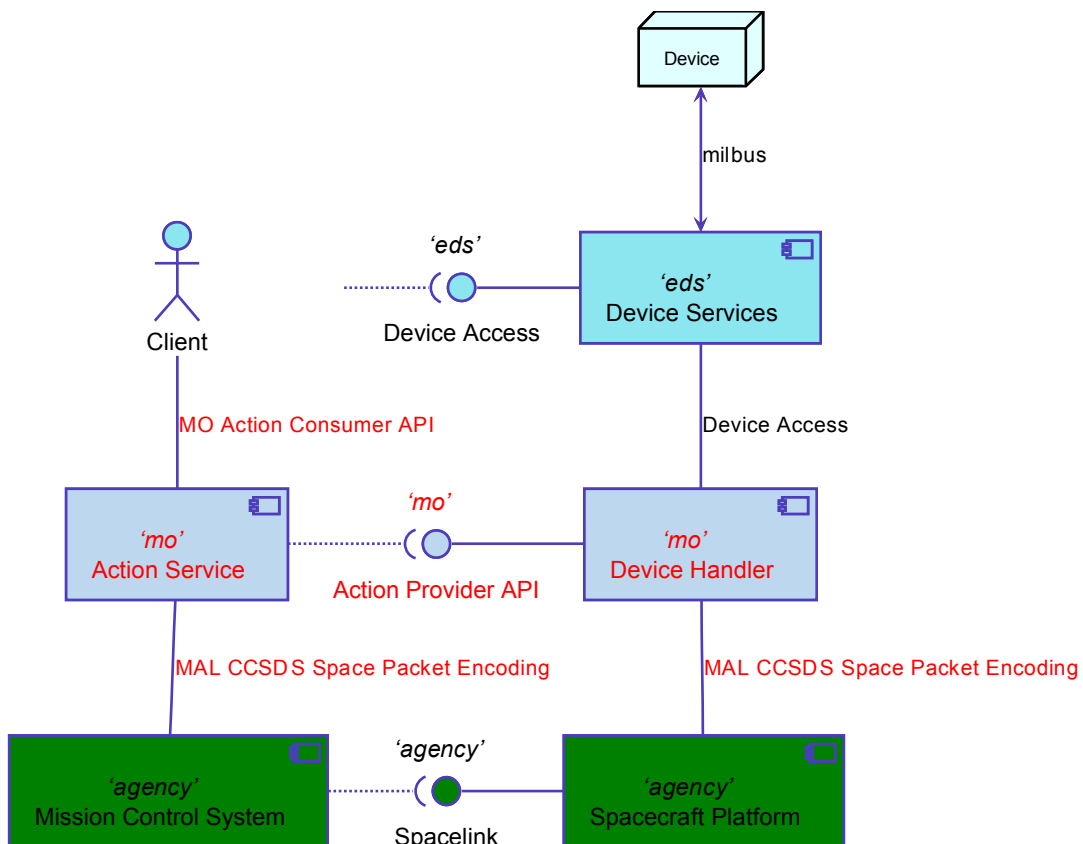 Device
milbus
‘eds’
Device Access
‘eds’
Device Services
Client
MO Action Consumer API
Device Access
‘mo’
Action Service
‘mo’
Action Provider API
‘mo’
Device Handler
MAL CCSDS Space Packet Encoding
MAL CCSDS Space Packet Encoding
‘agency’
Mission Control System
‘agency’
Spacelink
‘agency’
Spacecraft Platform